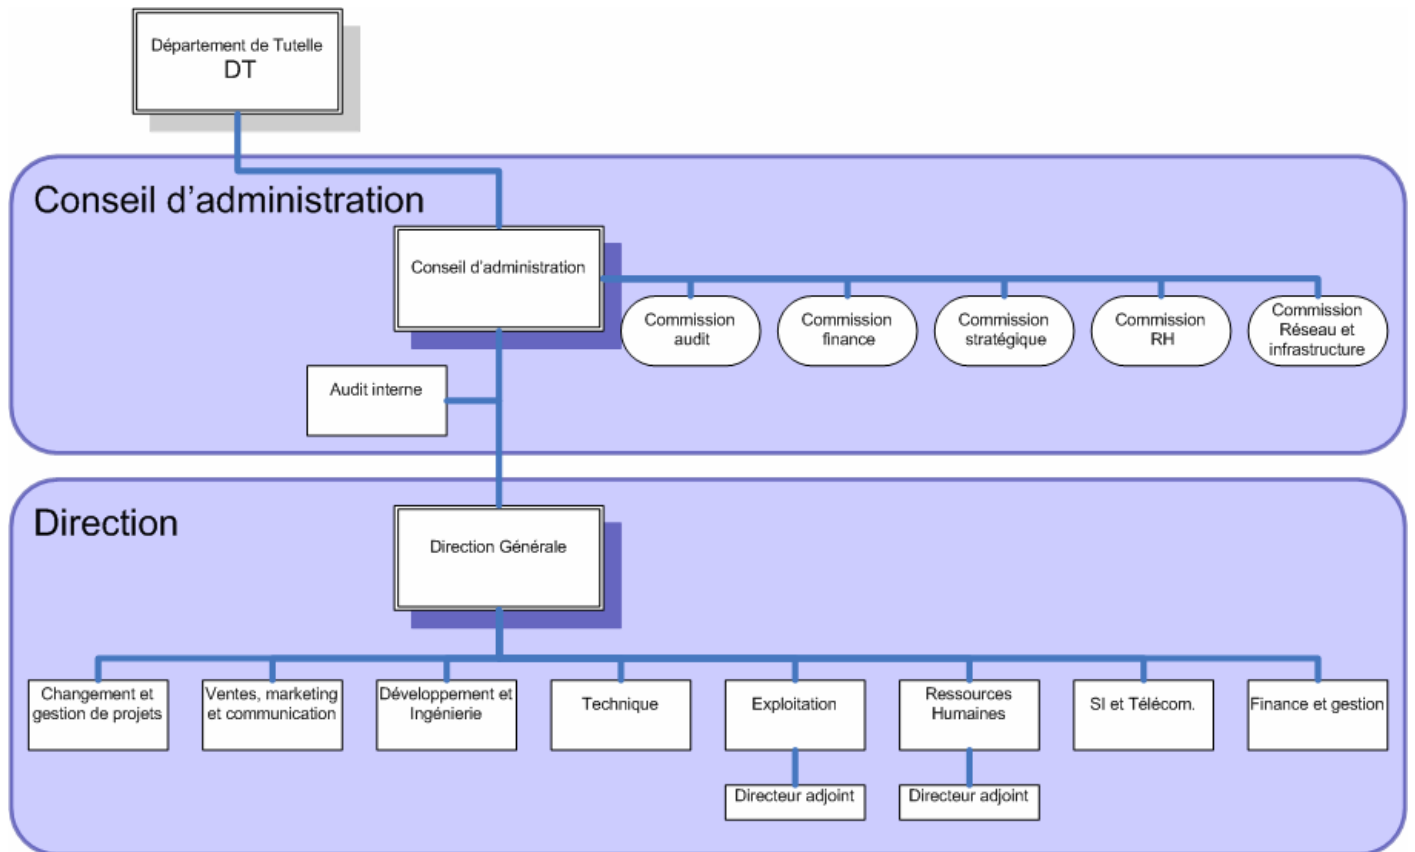 Département de Tutelle
DT
Conseil d'administration
Conseil d'administration
Commission
audit
Commission
finance
Commission
stratégique
Commission
RH
Commission
Réseau et
infrastructure
Audit interne
Direction
Direction Générale
Changement et
gestion de projets
Ventes, marketing
et communication
Développement et
Ingénierie
Technique
Exploitation
Ressources
Humaines
SI et Télécom.
Finance et gestion
Directeur adjoint
Directeur adjoint